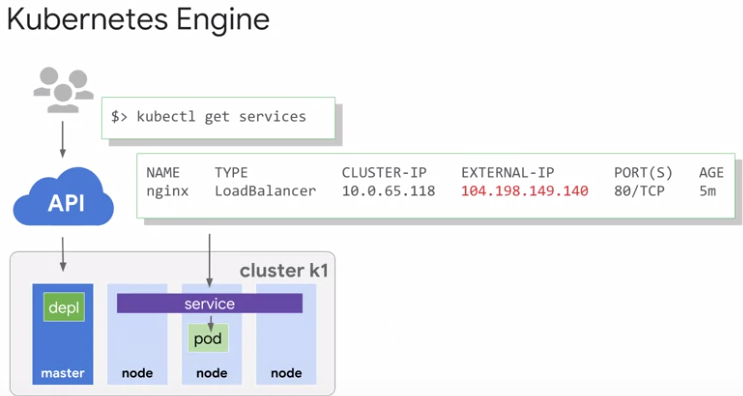 Kubernetes Engine
$> kubectl get services
NAME TYPE CLUSTER-IP EXTERNAL-IP PORT(S) AGE
nginx LoadBalancer 10.0.65.118 104.198.149.140 80/TCP 5m
API
cluster k1
depl
service
pod
master node node node